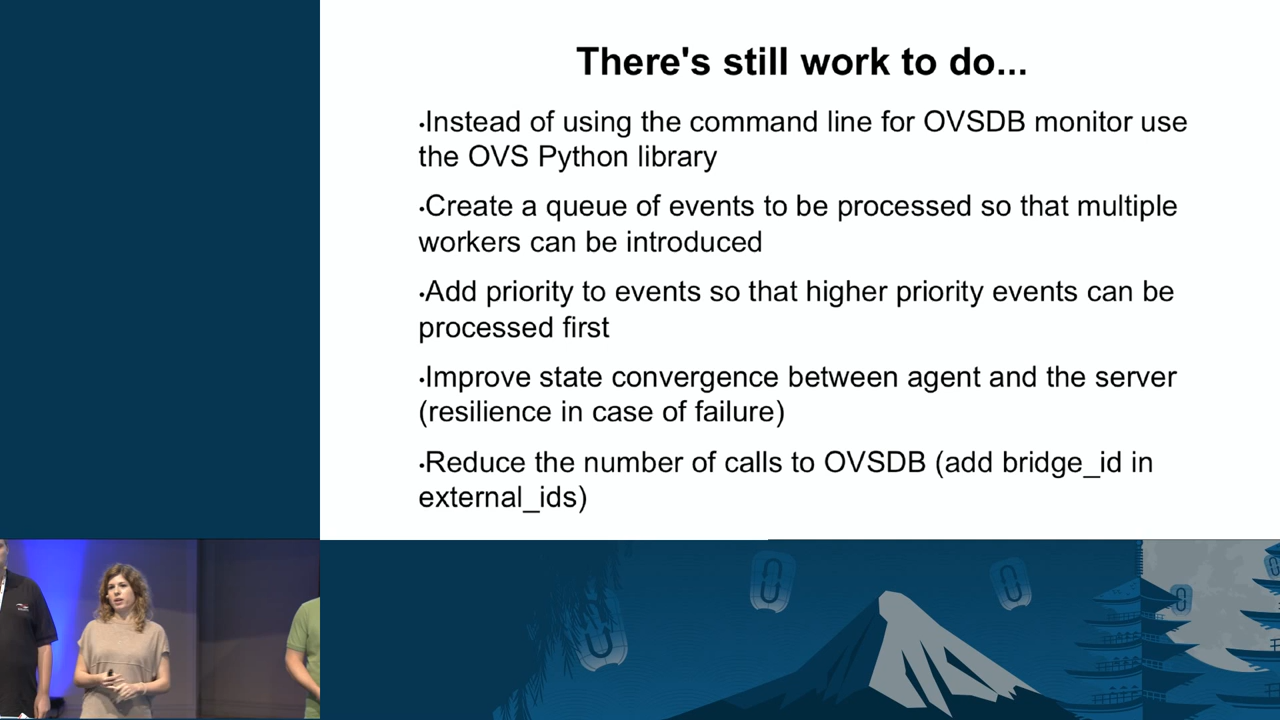 There's still work to do...
•Instead of using the command line for OVSDB monitor use
the OVS Python library
•Create a queue of events to be processed so that multiple
workers can be introduced
•Add priority to events so that higher priority events can be
processed first
•Improve state convergence between agent and the server
(resilience in case of failure)
•Reduce the number of calls to OVSDB (add bridge_id in
external_ids)